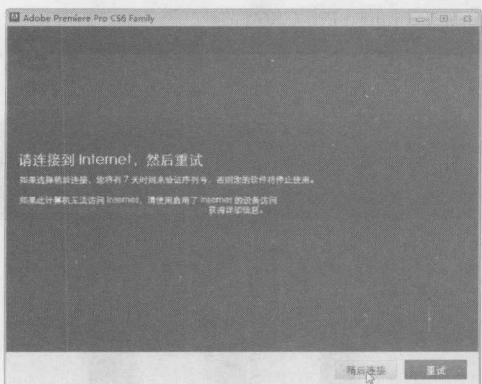 Adobe Premiere Pro CS6 Family
请连接到 Internet，然后重试
如果选择稍后连接，您将有 7 天时间来验证序列号，否则您的软件将停止使用。
如果此计算机无法访问 Internet，请使用启用了 Internet 的设备访问
获得详细信息。
稍后连接
重试